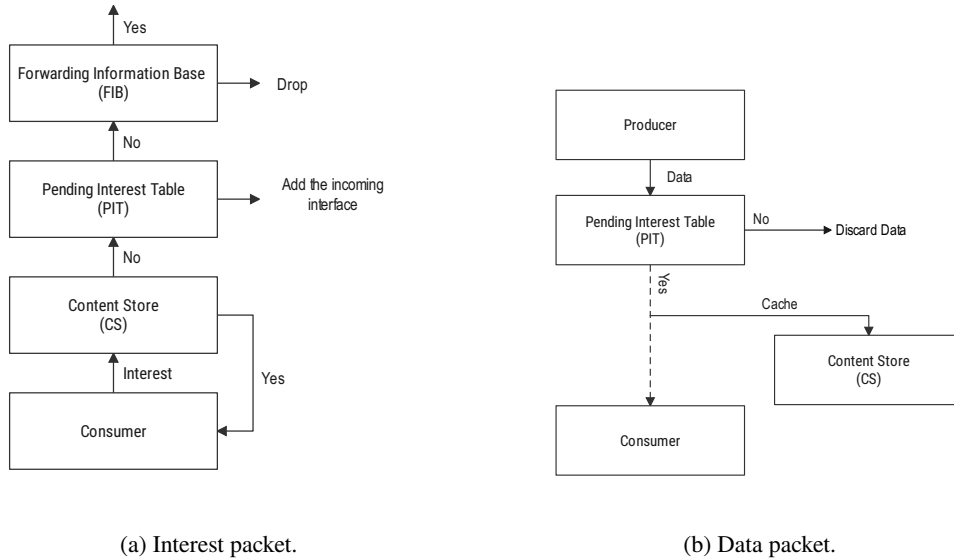 Yes
Forwarding Information Base
(FIB)
Drop
No
Pending Interest Table
(PIT)
Add the incoming
interface
No
Content Store
(CS)
Interest
Yes
Consumer
(a) Interest packet.
Producer
Data
Pending Interest Table
(PIT)
No
Discard Data
Yes
Cache
Content Store
(CS)
Consumer
(b) Data packet.